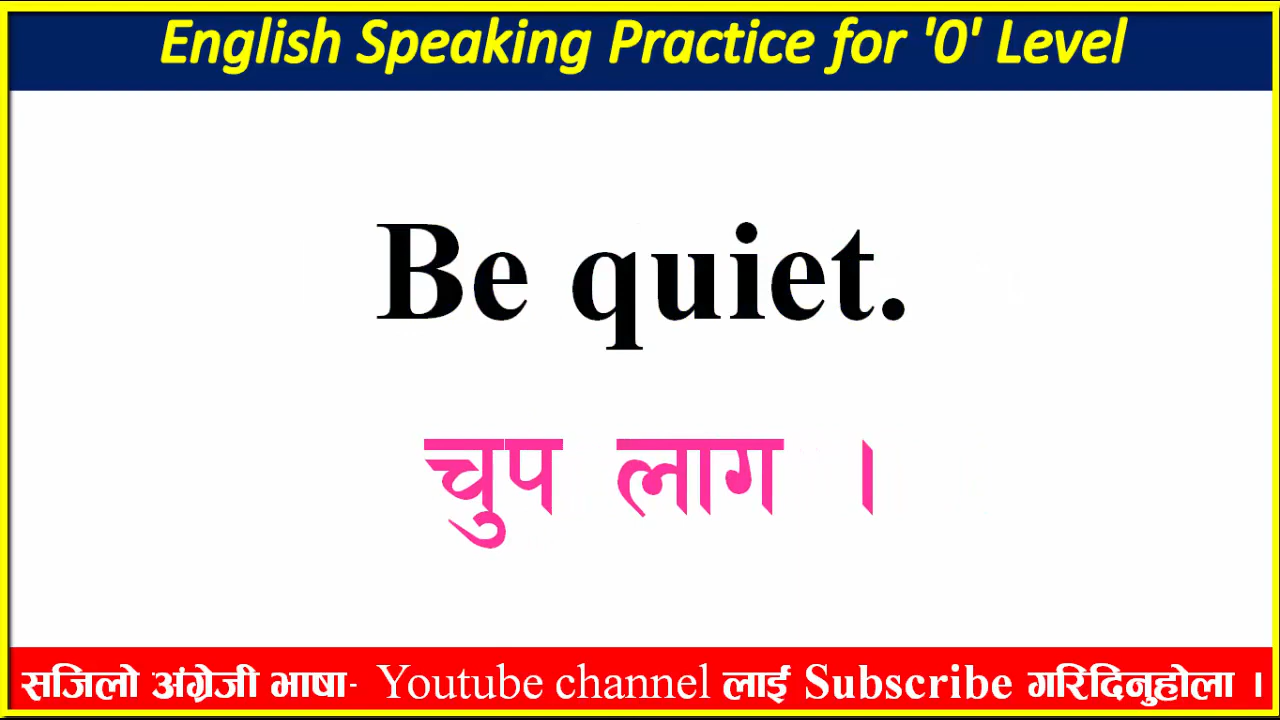 English Speaking Practice for '0' Level
Be quiet.
चुप लाग ।
सजिलो अंग्रेजी भाषा- Youtube channel लाई Subscribe गरिदिनुहोला ।